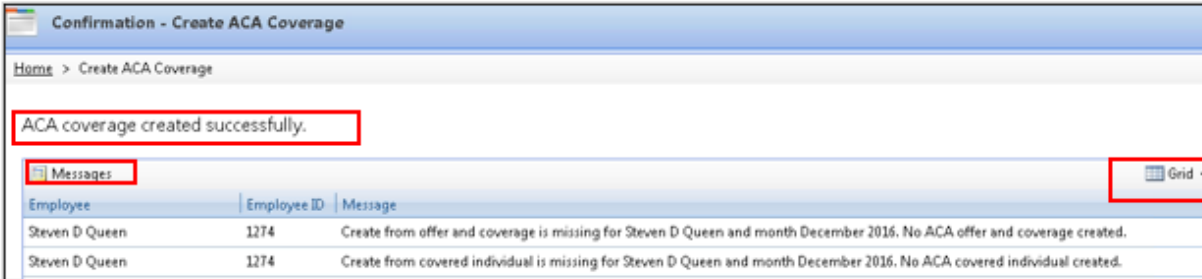 Confirmation - Create ACA Coverage
Home > Create ACA Coverage
ACA coverage created successfully.
Messages Grid
Employee Employee ID Message
Steven D Queen 1274 Create from offer and coverage is missing for Steven D Queen and month December 2016. No ACA offer and coverage created.
Steven D Queen 1274 Create from covered individual is missing for Steven D Queen and month December 2016. No ACA covered individual created.